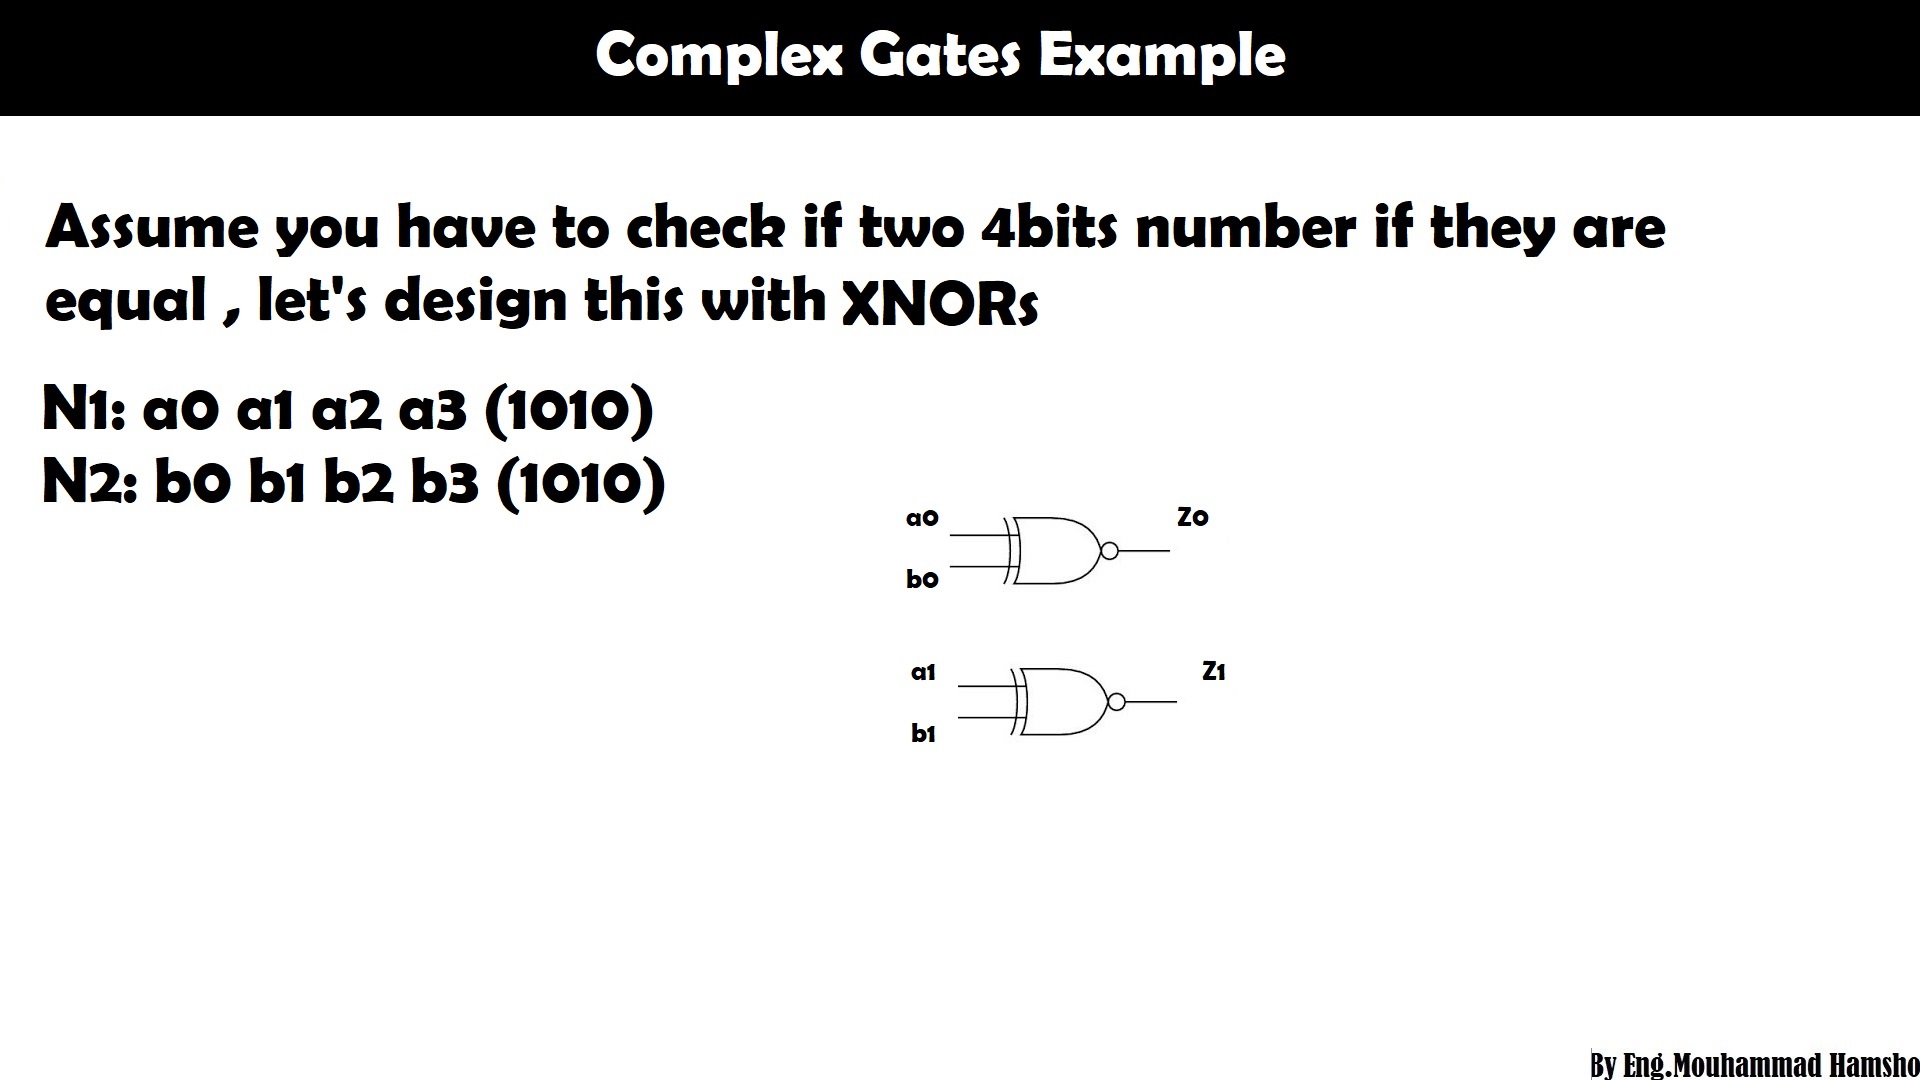 Complex Gates Example
Assume you have to check if two 4bits number if they are
equal , let's design this with XNORs
N1: a0 a1 a2 a3 (1010)
N2: b0 b1 b2 b3 (1010)
a0
Z0
b0
a1
Z1
b1
By Eng.Mouhammad Hamsho